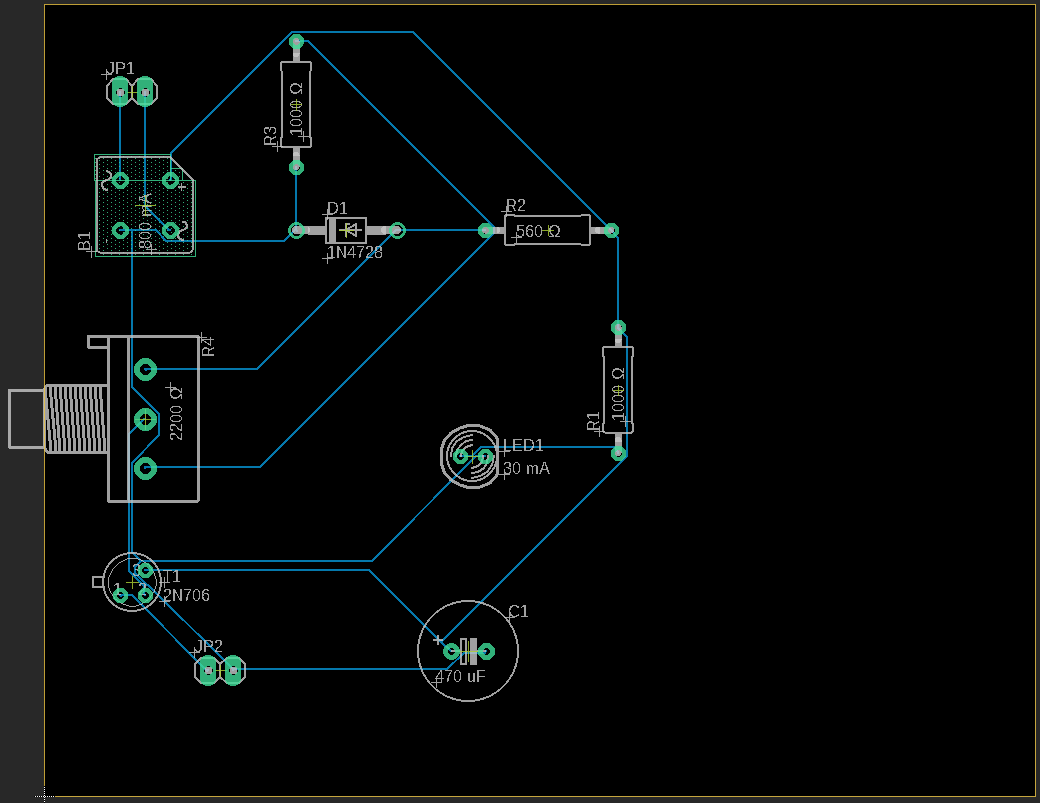 JP1
R3
1000 Ω
R2
560 Ω
D1
1N4728
B1
800 mA
+
R4
2200 Ω
R1
1000 Ω
LED1
30 mA
3
1
2
T1
2N706
C1
+
470 uF
JP2